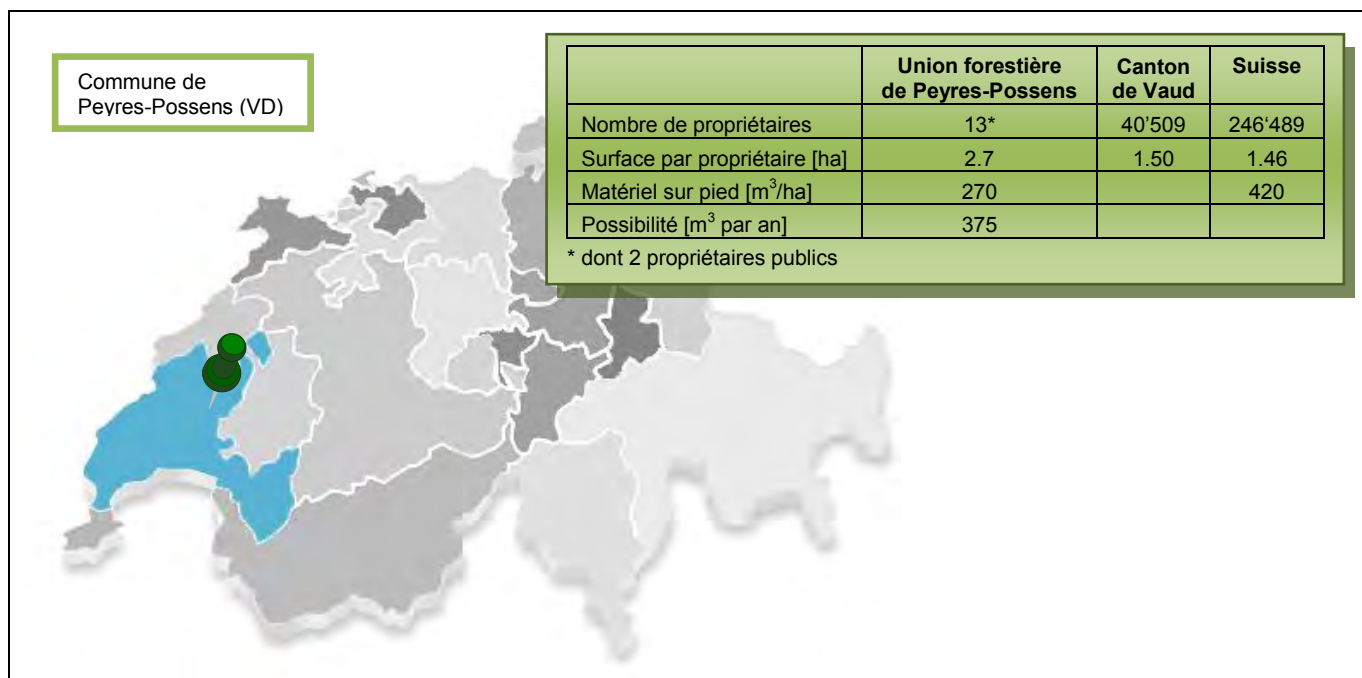 Commune de
Peyres-Possens (VD)
Union forestière de Peyres-Possens Canton de Vaud Suisse
Nombre de propriétaires 13* 40'509 246'489
Surface par propriétaire [ha] 2.7 1.50 1.46
Matériel sur pied [m³/ha] 270 420
Possibilité [m³ par an] 375
* dont 2 propriétaires publics